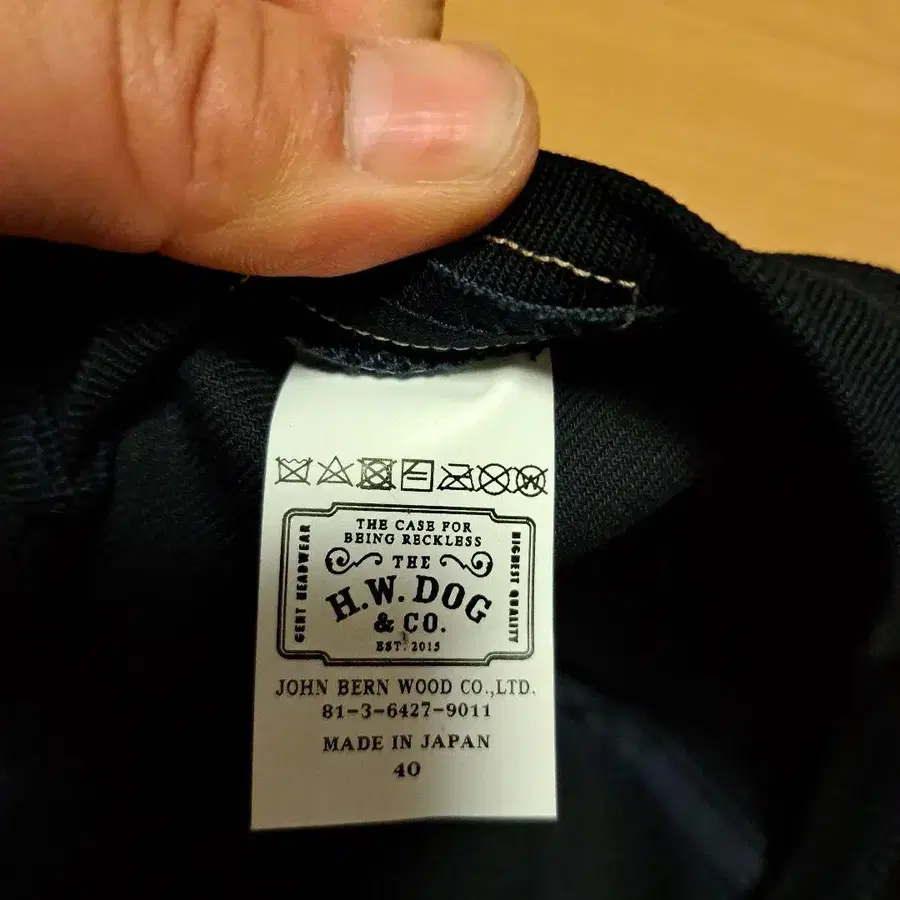 THE CASE FOR
BEING RECKLESS
GENT HEADWEAR
THE
H.W. DOG
& CO.
EST. 2015
HIGHEST QUALITY
JOHN BERN WOOD CO.,LTD.
81-3-6427-9011
MADE IN JAPAN
40
W